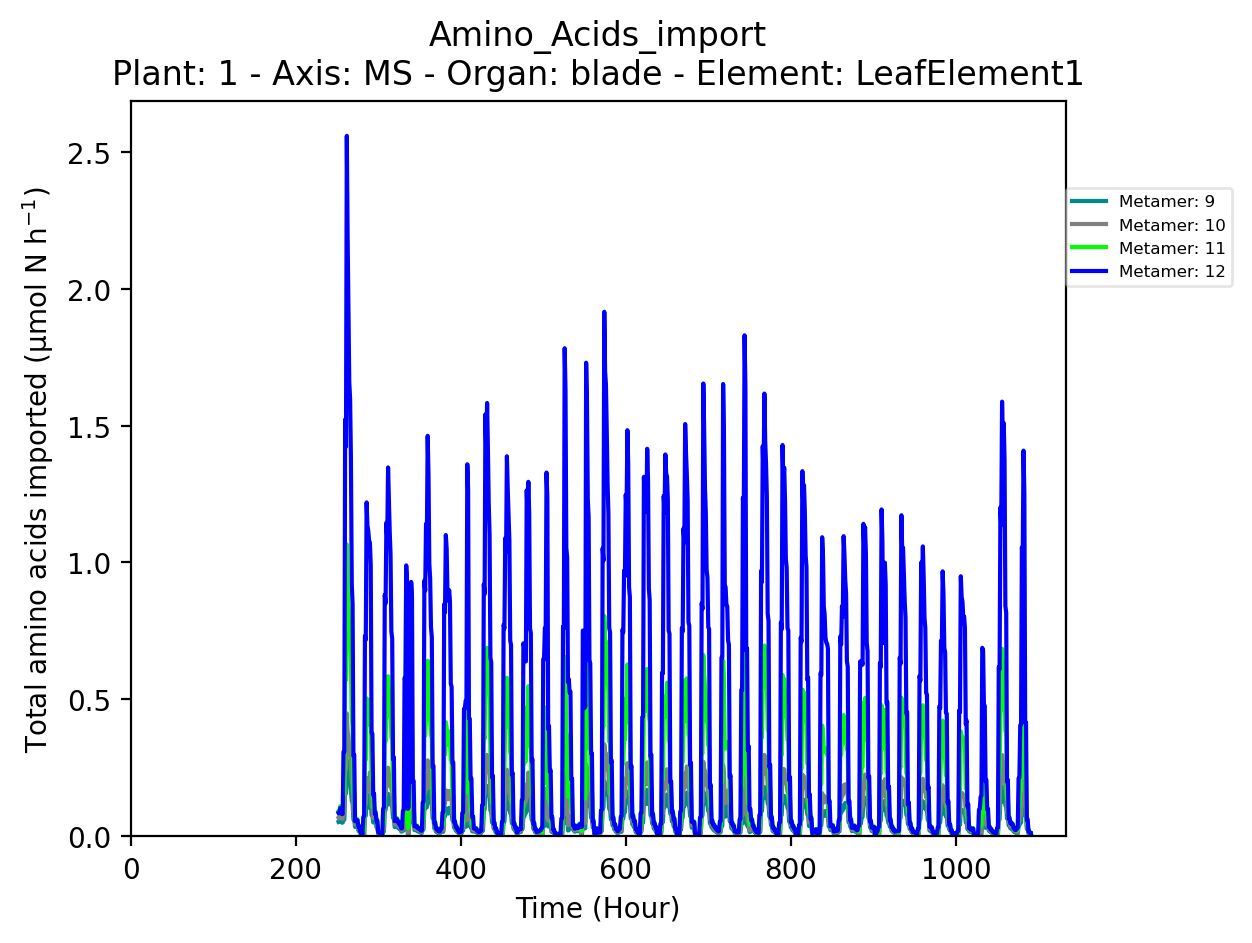 Amino_Acids_import
Plant: 1 - Axis: MS - Organ: blade - Element: LeafElement1
Total amino acids imported (µmol N h⁻¹)
2.5
2.0
1.5
1.0
0.5
0.0
0 200 400 600 800 1000
Time (Hour)
Metamer: 9
Metamer: 10
Metamer: 11
Metamer: 12